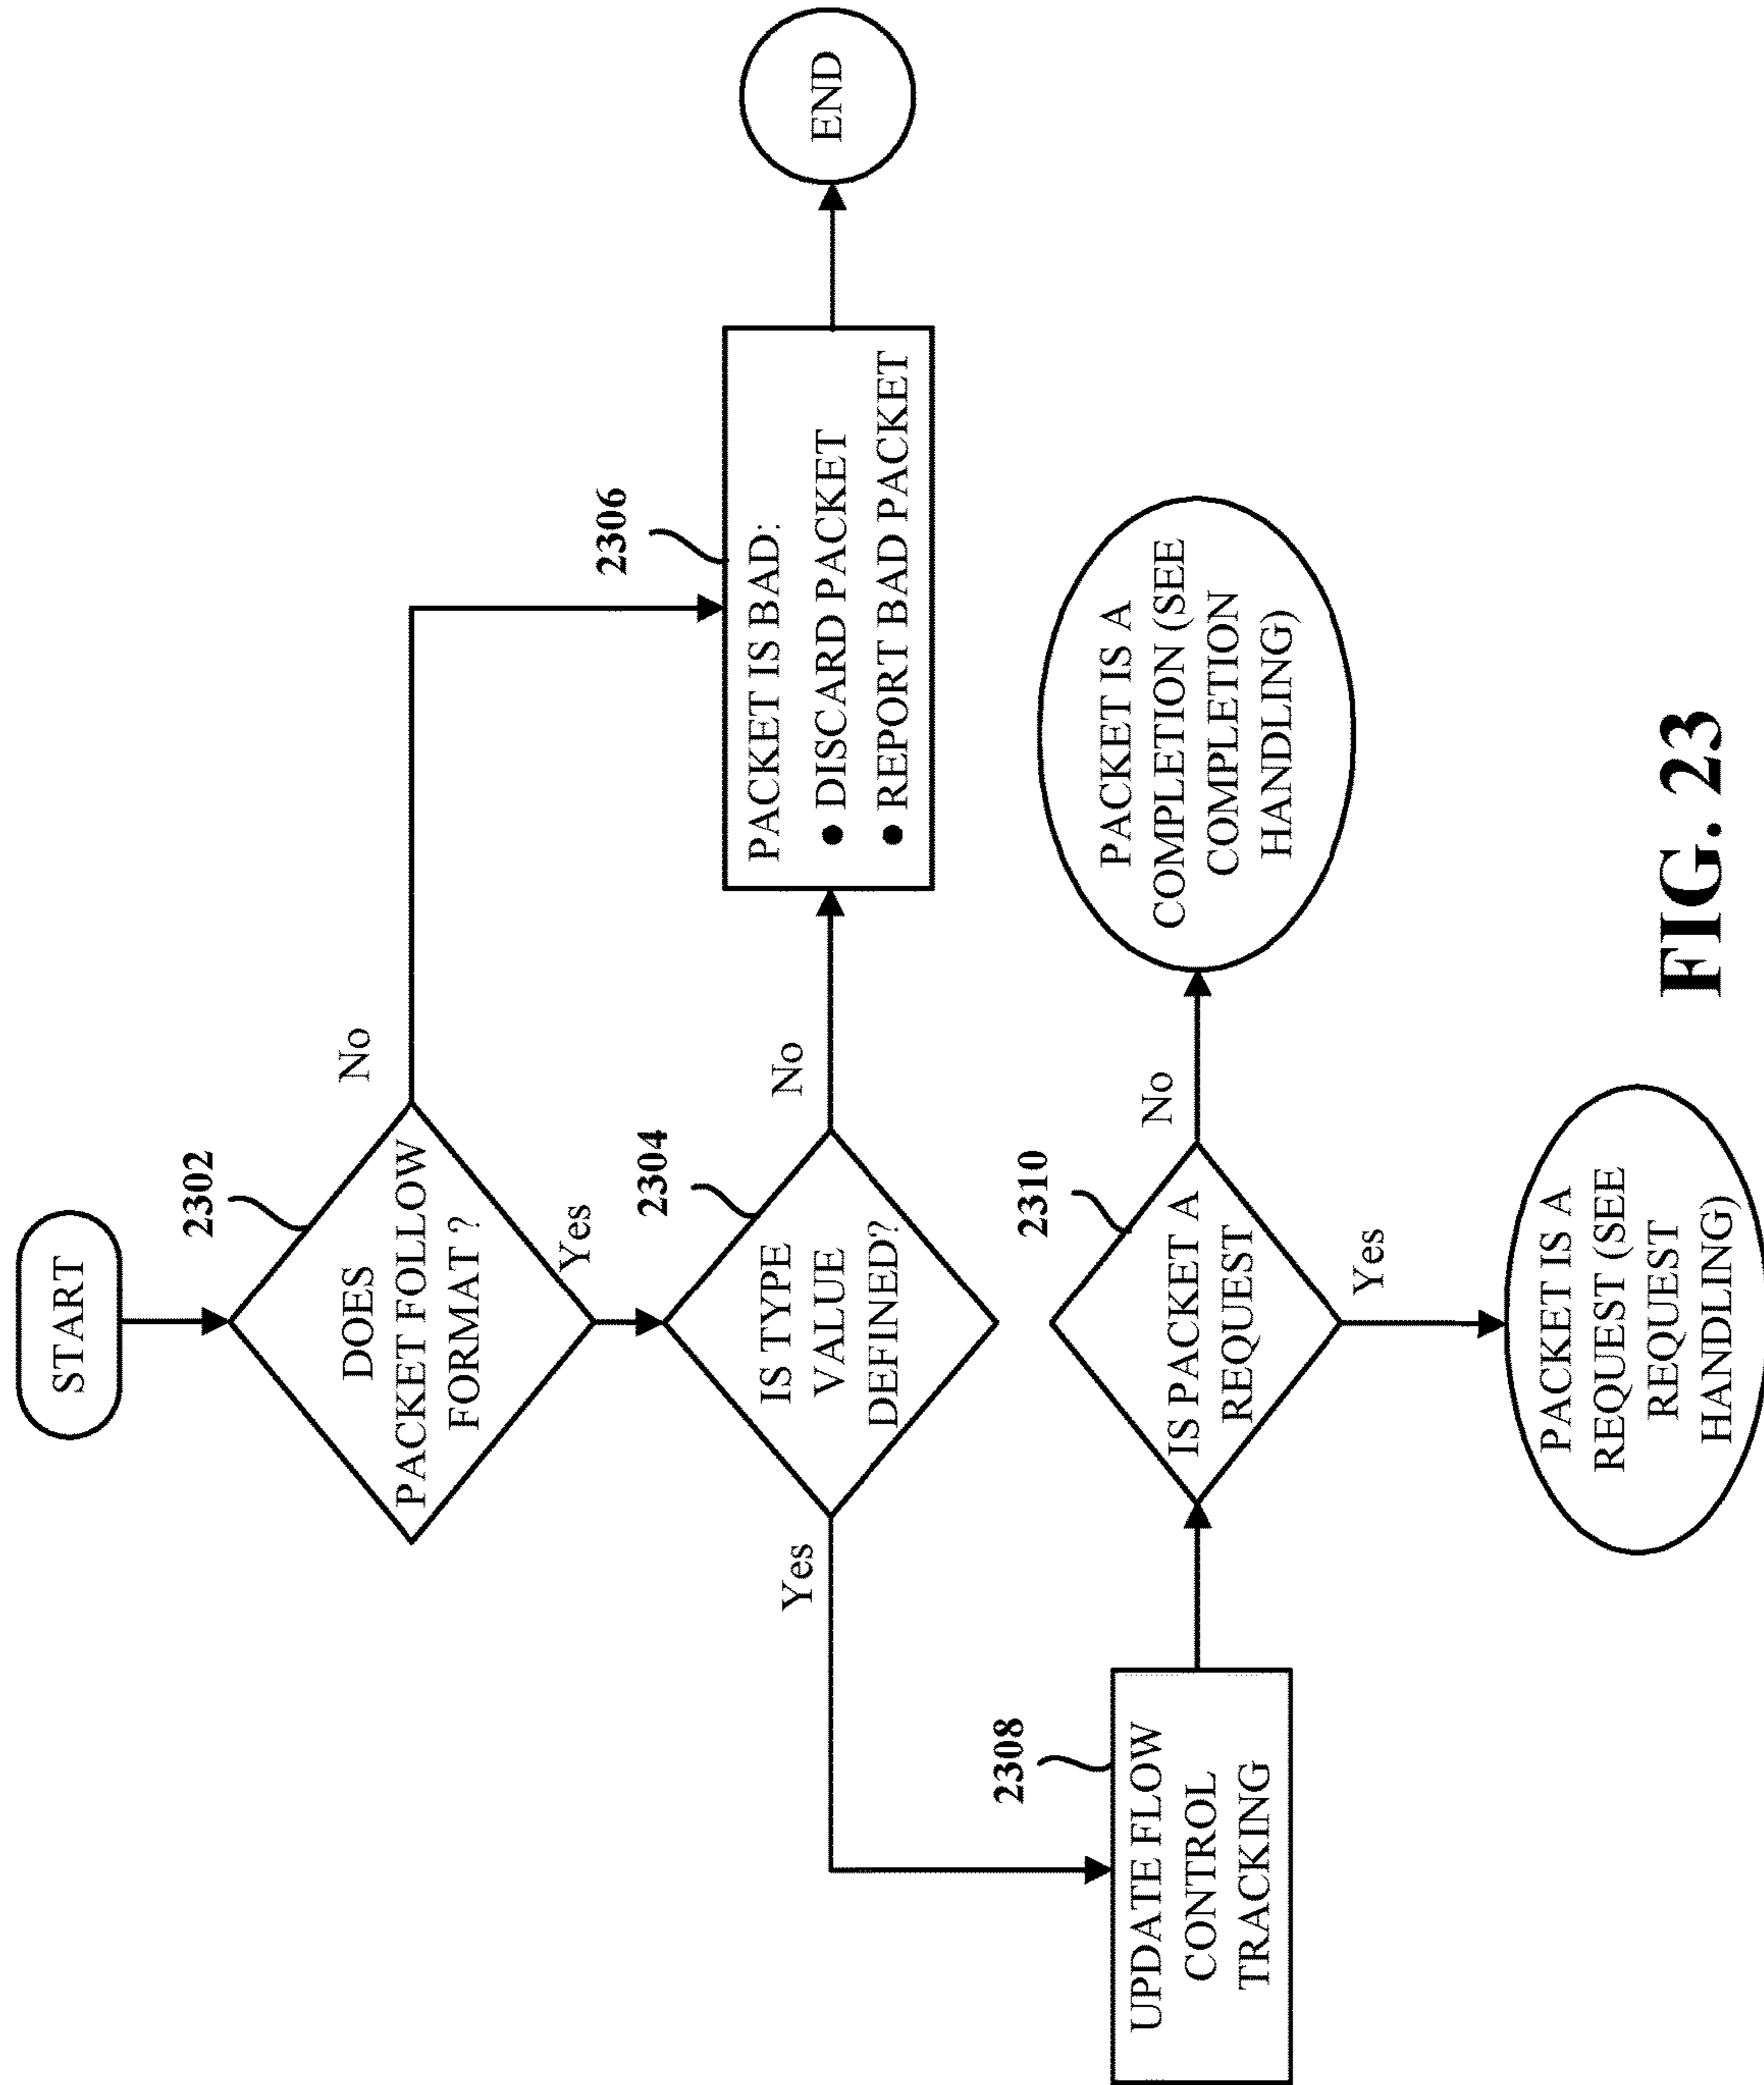 START
2302
DOES
PACKET FOLLOW
FORMAT ?
No
Yes
2304
IS TYPE
VALUE
DEFINED?
No
Yes
2306
PACKET IS BAD:
● DISCARD PACKET
● REPORT BAD PACKET
END
2308
UPDATE FLOW
CONTROL
TRACKING
2310
IS PACKET A
REQUEST
No
Yes
PACKET IS A
COMPLETION (SEE
COMPLETION
HANDLING)
PACKET IS A
REQUEST (SEE
REQUEST
HANDLING)
FIG. 23